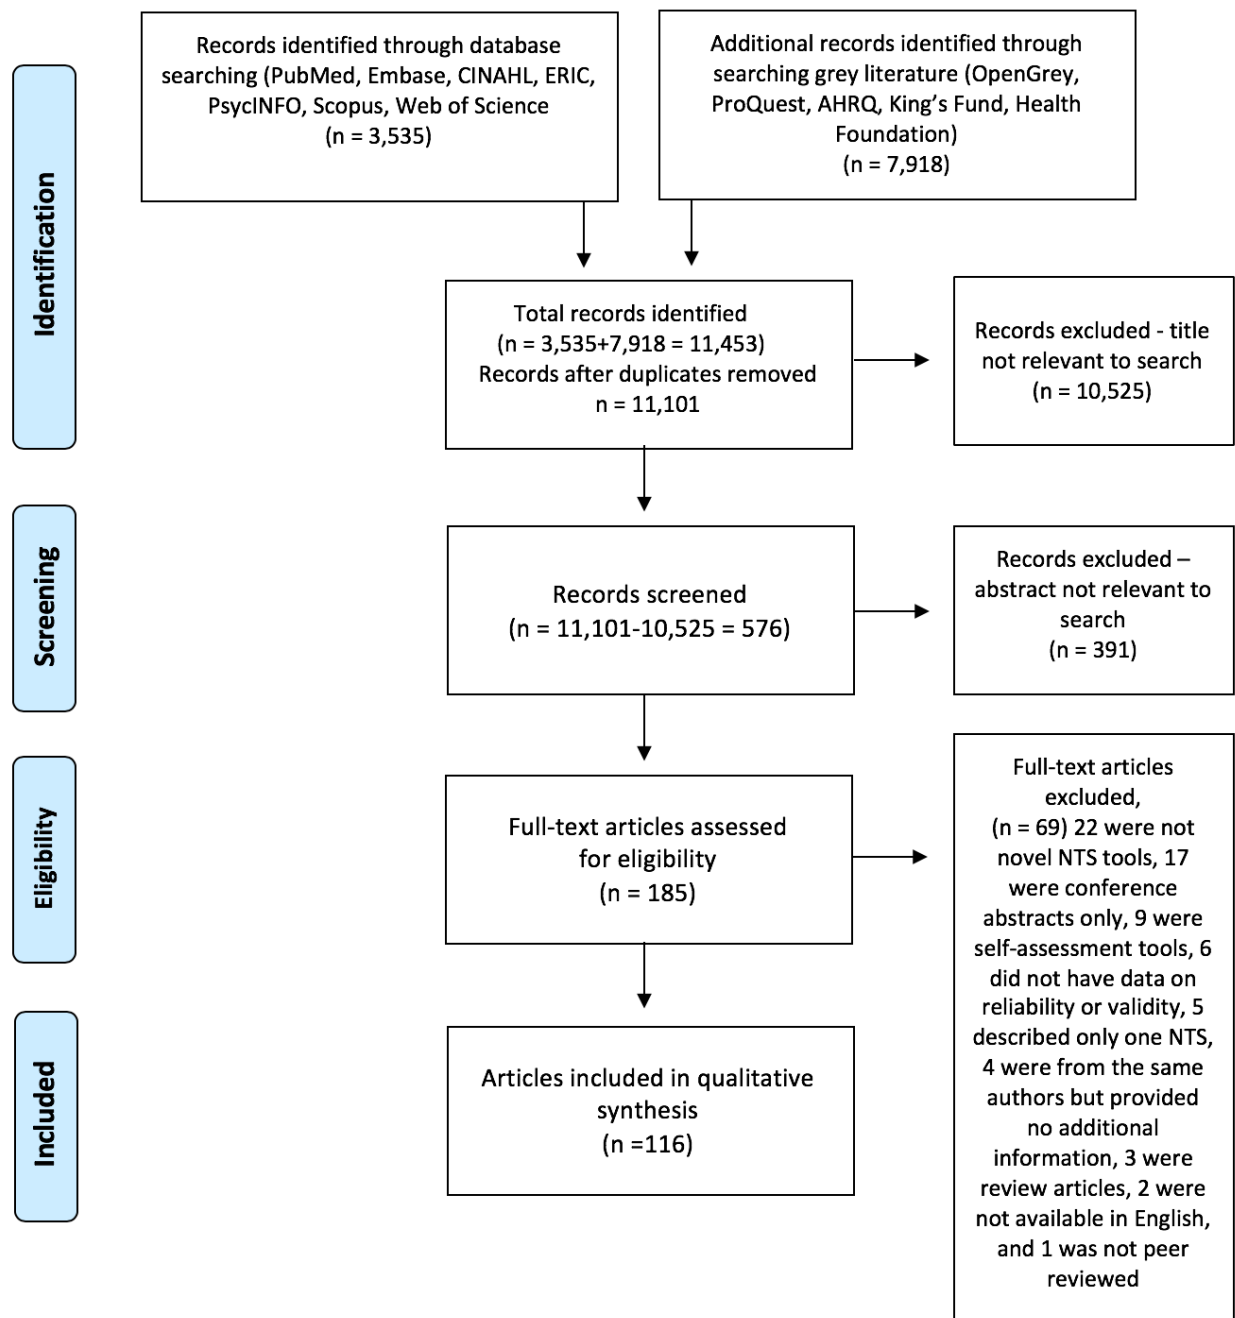 Records identified through database
searching (PubMed, Embase, CINAHL, ERIC,
PsycINFO, Scopus, Web of Science
(n = 3,535)
Additional records identified through
searching grey literature (OpenGrey,
ProQuest, AHRQ, King’s Fund, Health
Foundation)
(n = 7,918)
Identification
Total records identified
(n = 3,535+7,918 = 11,453)
Records after duplicates removed
n = 11,101
Records excluded - title
not relevant to search
(n = 10,525)
Screening
Records screened
(n = 11,101-10,525 = 576)
Records excluded –
abstract not relevant to
search
(n = 391)
Eligibility
Full-text articles assessed
for eligibility
(n = 185)
Full-text articles
excluded,
(n = 69) 22 were not
novel NTS tools, 17
were conference
abstracts only, 9 were
self-assessment tools, 6
did not have data on
reliability or validity, 5
described only one NTS,
4 were from the same
authors but provided
no additional
information, 3 were
review articles, 2 were
not available in English,
and 1 was not peer
reviewed
Included
Articles included in qualitative
synthesis
(n =116)